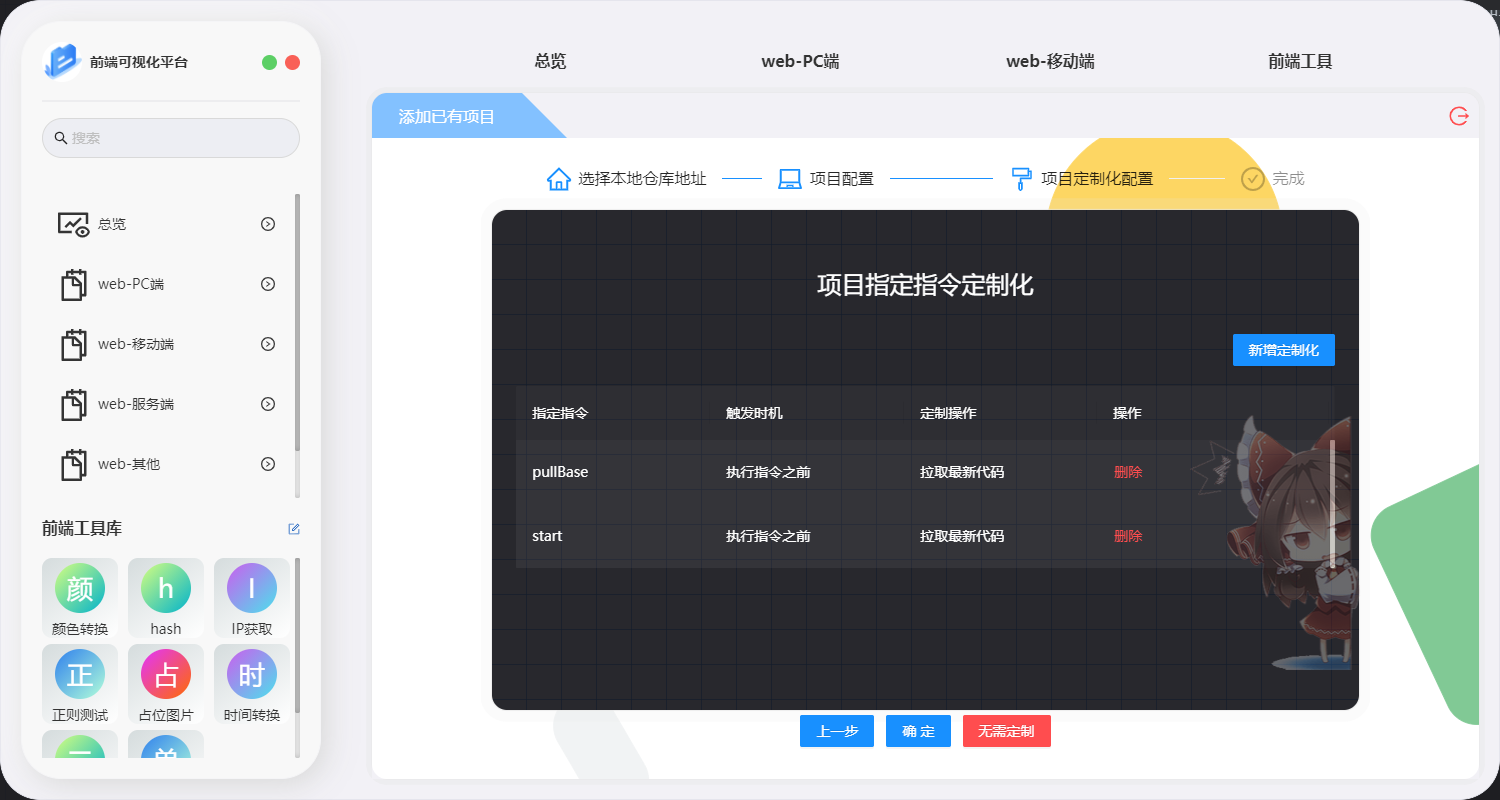 前端可视化平台
搜索
总览
web-PC端
web-移动端
web-服务端
web-其他
前端工具库
颜 h I
颜色转换 hash IP获取
正 占 时
正则测试 占位图片 时间转换
总览 web-PC端 web-移动端 前端工具
添加已有项目
选择本地仓库地址 项目配置 项目定制化配置 完成
项目指定指令定制化
新增定制化
指定指令 触发时机 定制操作 操作
pullBase 执行指令之前 拉取最新代码 删除
start 执行指令之前 拉取最新代码 删除
上一步 确 定 无需定制